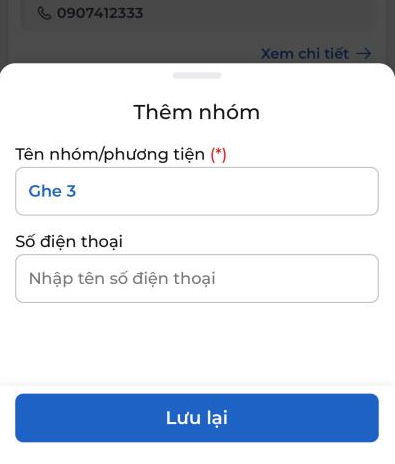 0907412333
Xem chi tiết →
Thêm nhóm
Tên nhóm/phương tiện (*)
Ghe 3
Số điện thoại
Nhập tên số điện thoại
Lưu lại